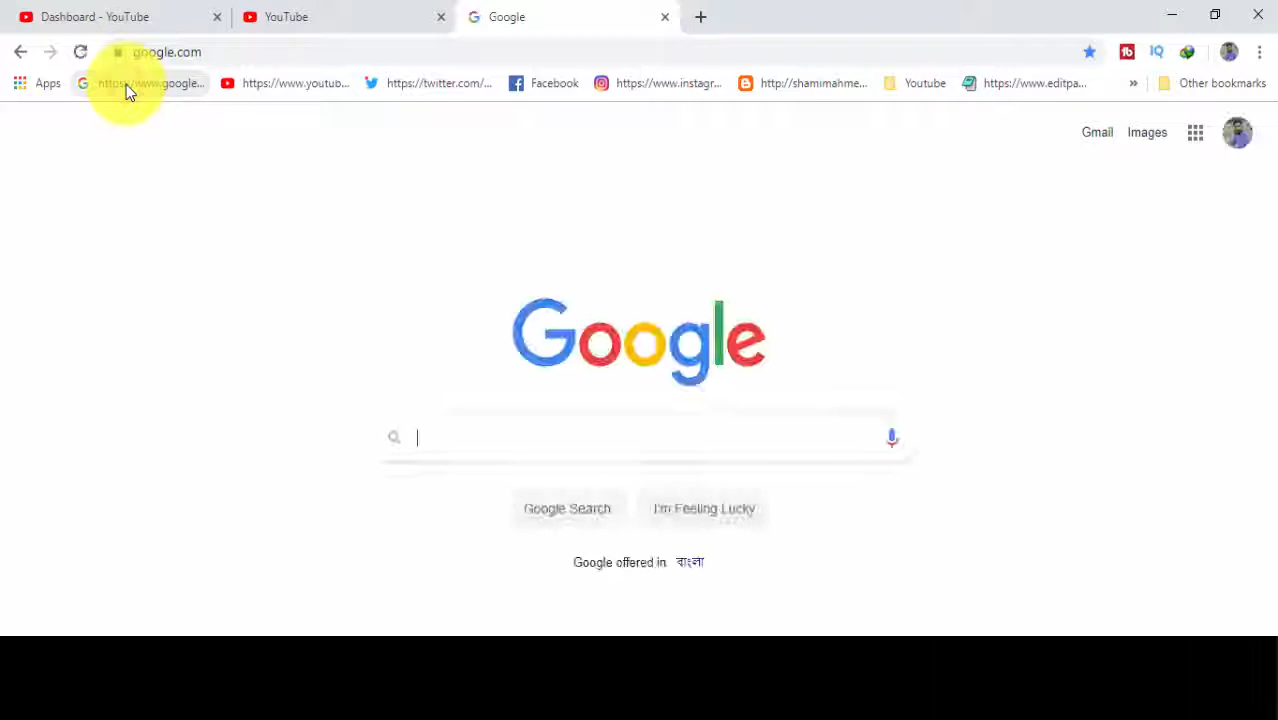 Dashboard - YouTube
YouTube
Google
google.com
Apps
https://www.google...
https://www.youtub...
https://twitter.com/...
Facebook
https://www.instagr...
http://shamimahme...
Youtube
https://www.editpa...
»
Other bookmarks
Gmail
Images
Google
Google Search
I'm Feeling Lucky
Google offered in বাংলা